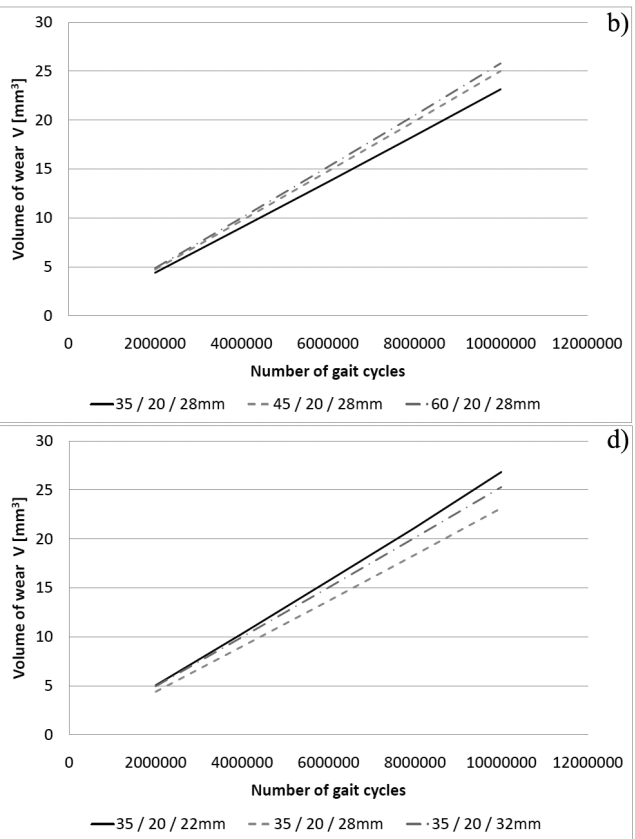 b)
30
25
20
15
10
5
0
Volume of wear V [mm³]
0 2000000 4000000 6000000 8000000 10000000 12000000
Number of gait cycles
35 / 20 / 28mm 45 / 20 / 28mm 60 / 20 / 28mm
d)
30
25
20
15
10
5
0
Volume of wear V [mm³]
0 2000000 4000000 6000000 8000000 10000000 12000000
Number of gait cycles
35 / 20 / 22mm 35 / 20 / 28mm 35 / 20 / 32mm